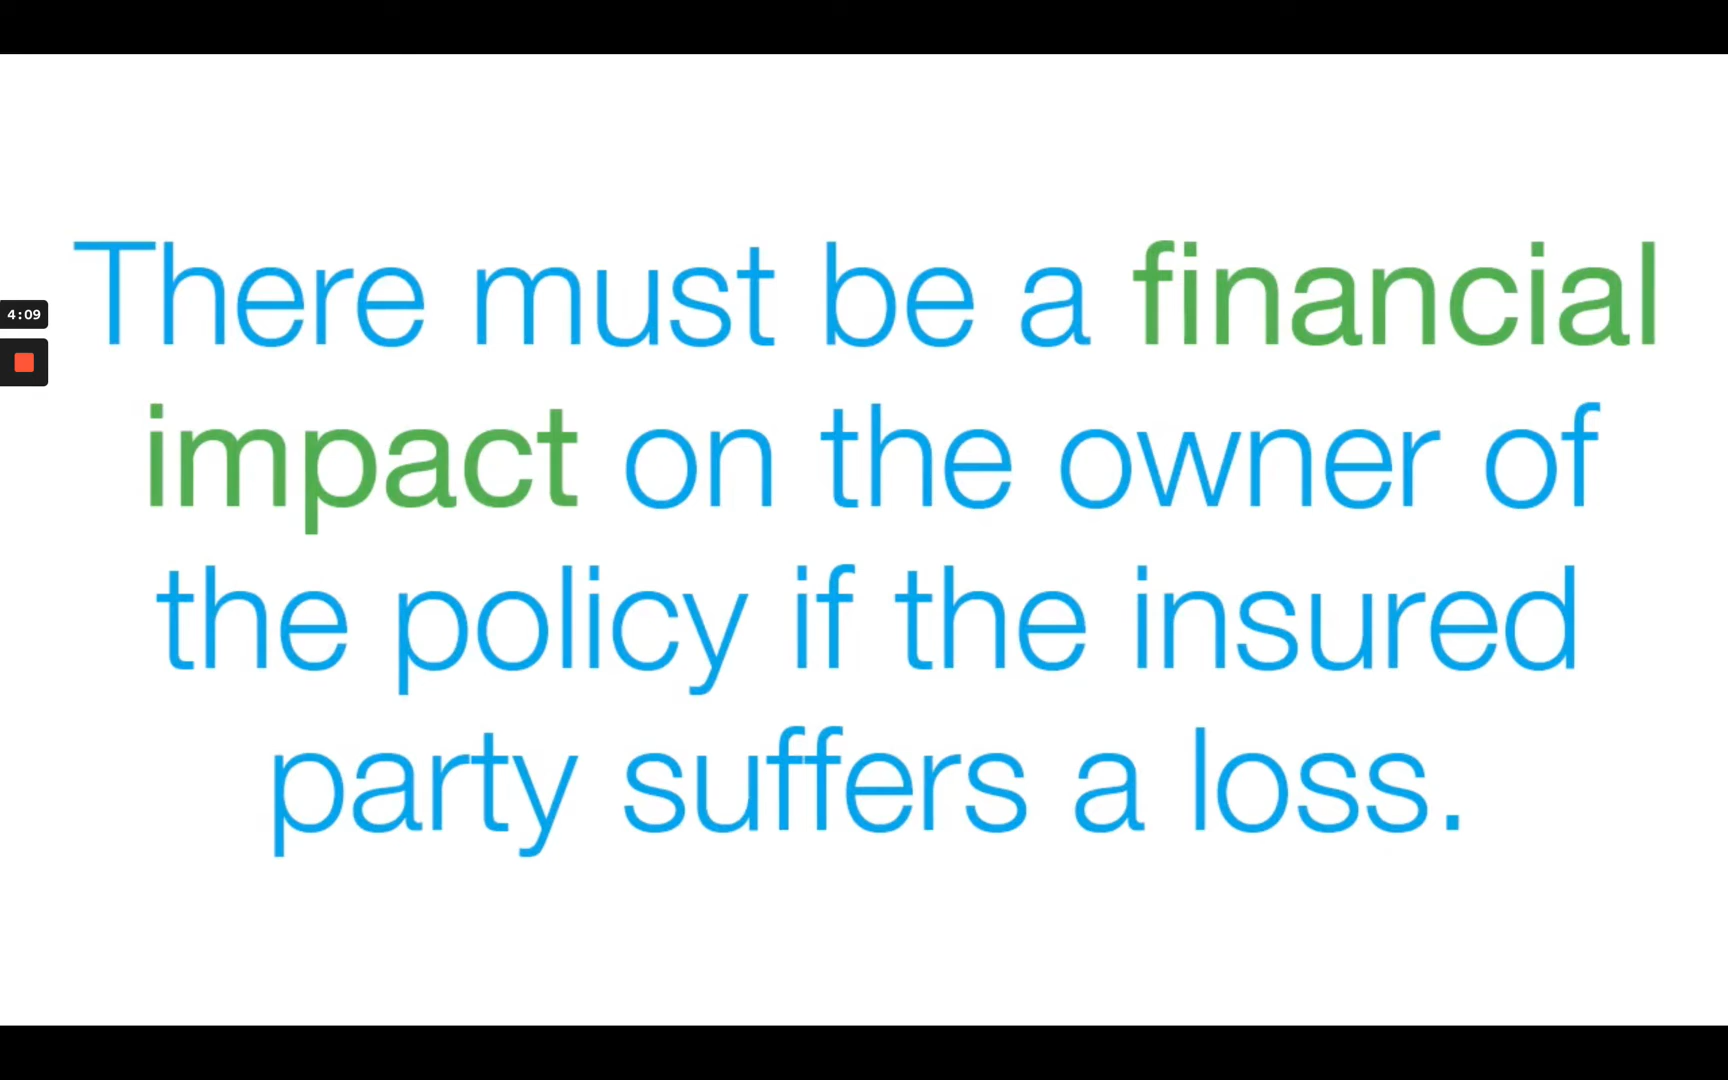 There must be a financial
impact on the owner of
the policy if the insured
party suffers a loss.
4:09